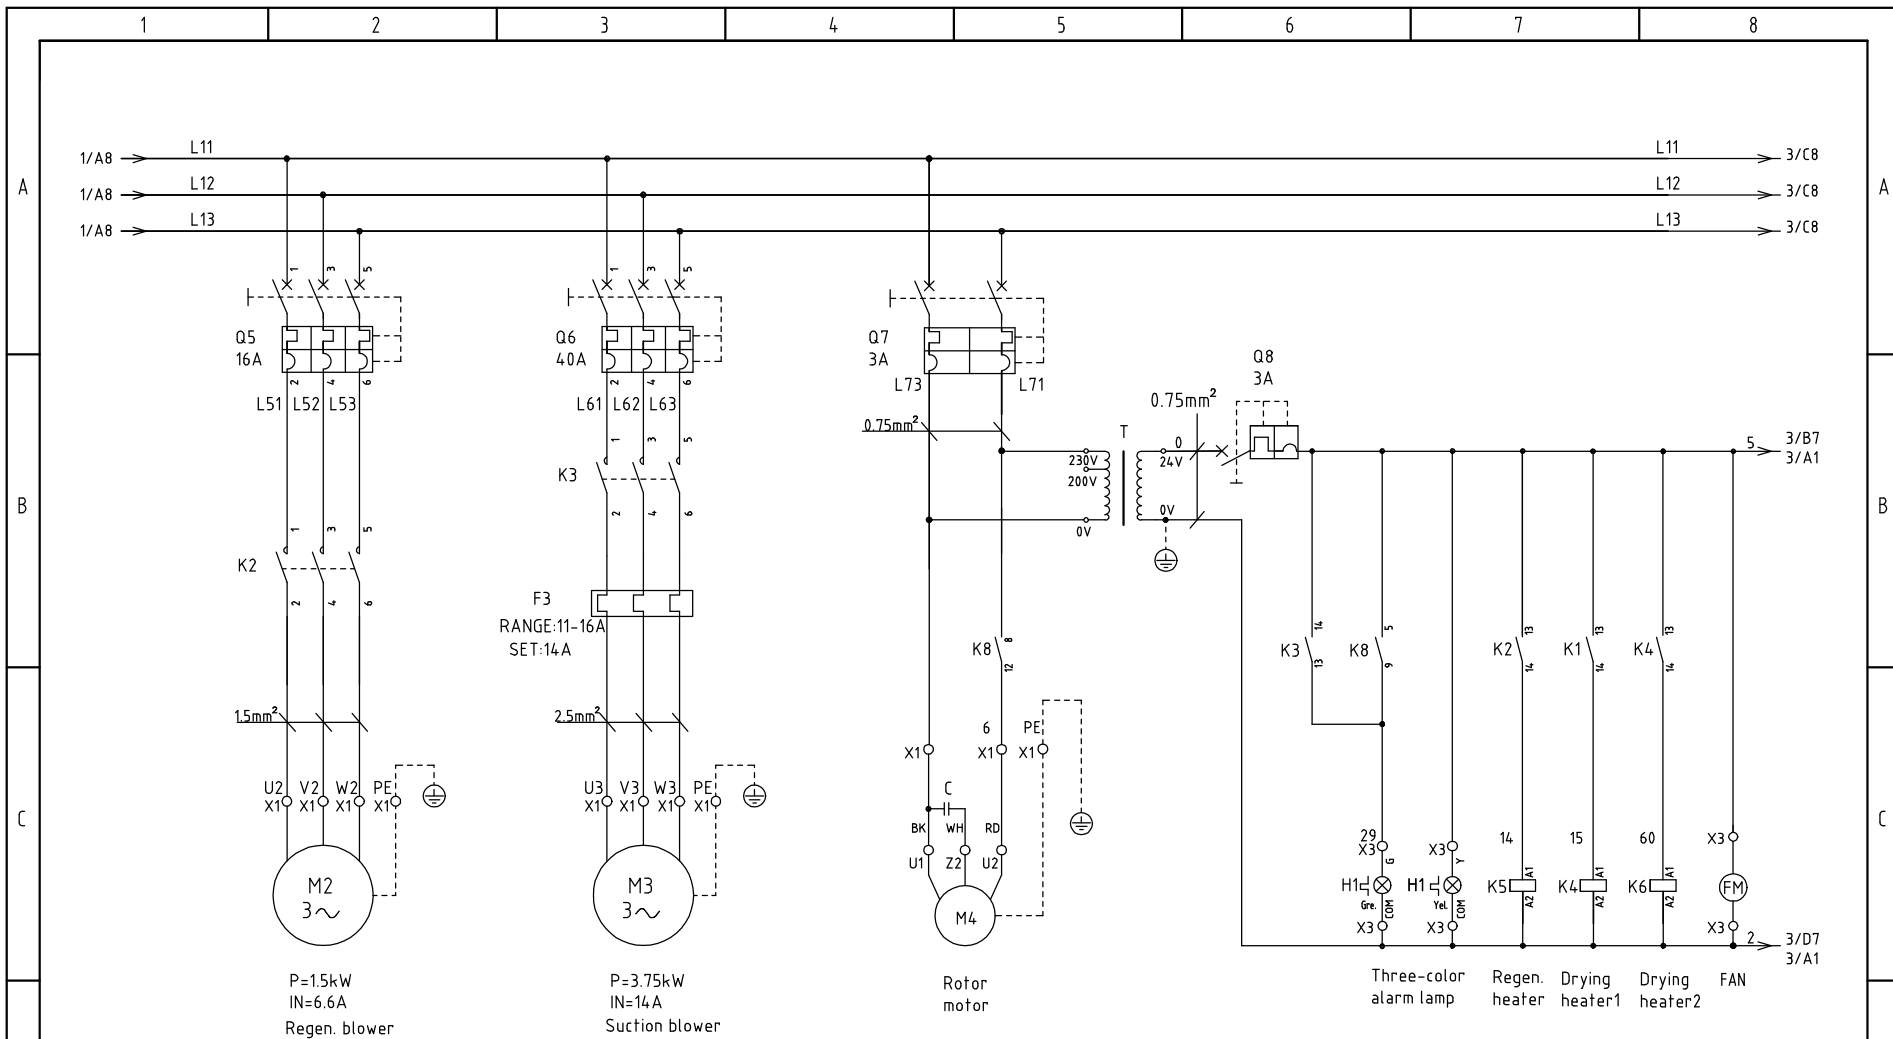 1 2 3 4 5 6 7 8
A A
B B
C C
1/A8 L11 L11 3/C8
1/A8 L12 L12 3/C8
1/A8 L13 L13 3/C8
1 3 5
Q5
16A
2 4 6
L51 L52 L53
1 3 5
K2
2 4 6
1.5mm²
U2 V2 W2 PE
X1 X1 X1 X1
M2
3~
P=1.5kW
IN=6.6A
Regen. blower
1 3 5
Q6
40A
2 4 6
L61 L62 L63
1 3 5
K3
2 4 6
F3
RANGE:11-16A
SET:14A
2.5mm²
U3 V3 W3 PE
X1 X1 X1 X1
M3
3~
P=3.75kW
IN=14A
Suction blower
Q7
3A
L73 L71
0.75mm²
K8 8
12
6 PE
X1 X1 X1
C
BK WH RD
U1 Z2 U2
M4
Rotor
motor
T
230V
200V
0V
0
24V
0V
0.75mm²
Q8
3A
5 3/B7
3/A1
K3 14
13
K8 5
9
K2 13
14
K1 13
14
K4 13
14
29
X3 G
H1
Gre. COM
X3
X3 Y
H1
Yel. COM
X3
14
K5 A1
A2
15
K4 A1
A2
60
K6 A1
A2
X3
FM
X3
2 3/D7
3/A1
Three-color
alarm lamp
Regen.
heater
Drying
heater1
Drying
heater2
FAN